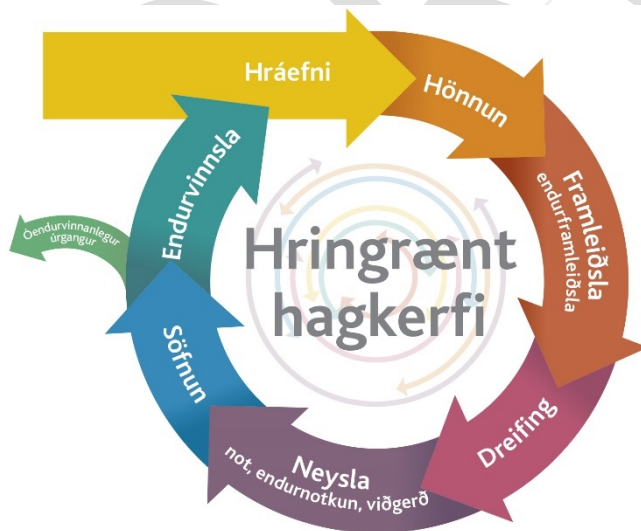 Hráefni
Hönnun
Framleiðsla
endurframleiðsla
Dreifing
Neysla
not, endurnotkun, viðgerð
Söfnun
Endurvinnsla
Óendurvinnanlegur
úrgangur
Hringrænt
hagkerfi